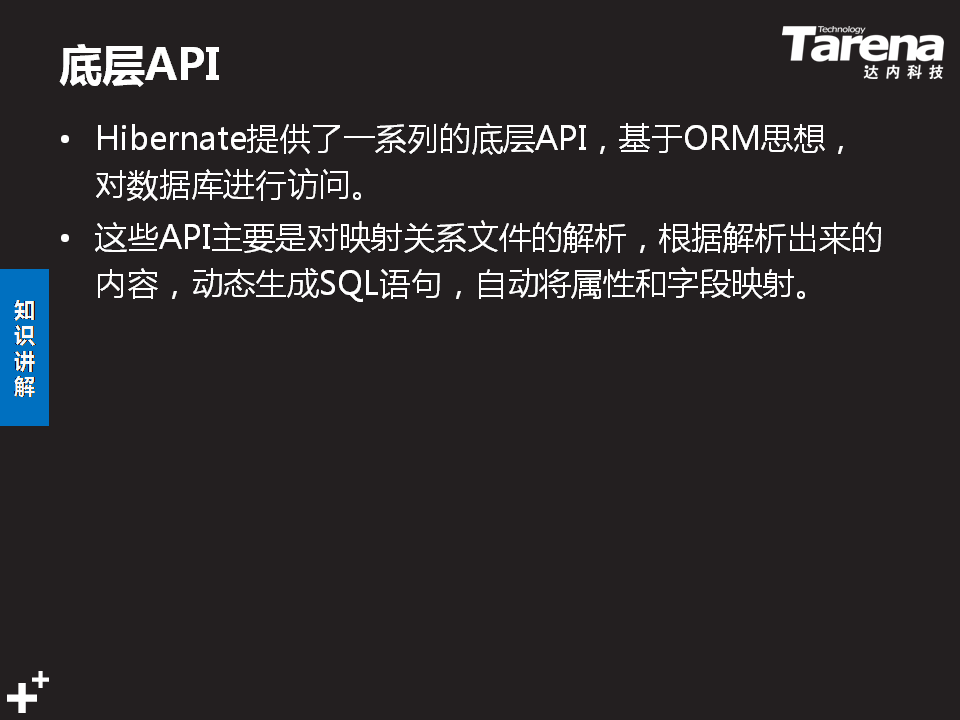 底层API
Technology
Tarena
达内科技
• Hibernate提供了一系列的底层API，基于ORM思想，
对数据库进行访问。
• 这些API主要是对映射关系文件的解析，根据解析出来的
内容，动态生成SQL语句，自动将属性和字段映射。
知
识
讲
解